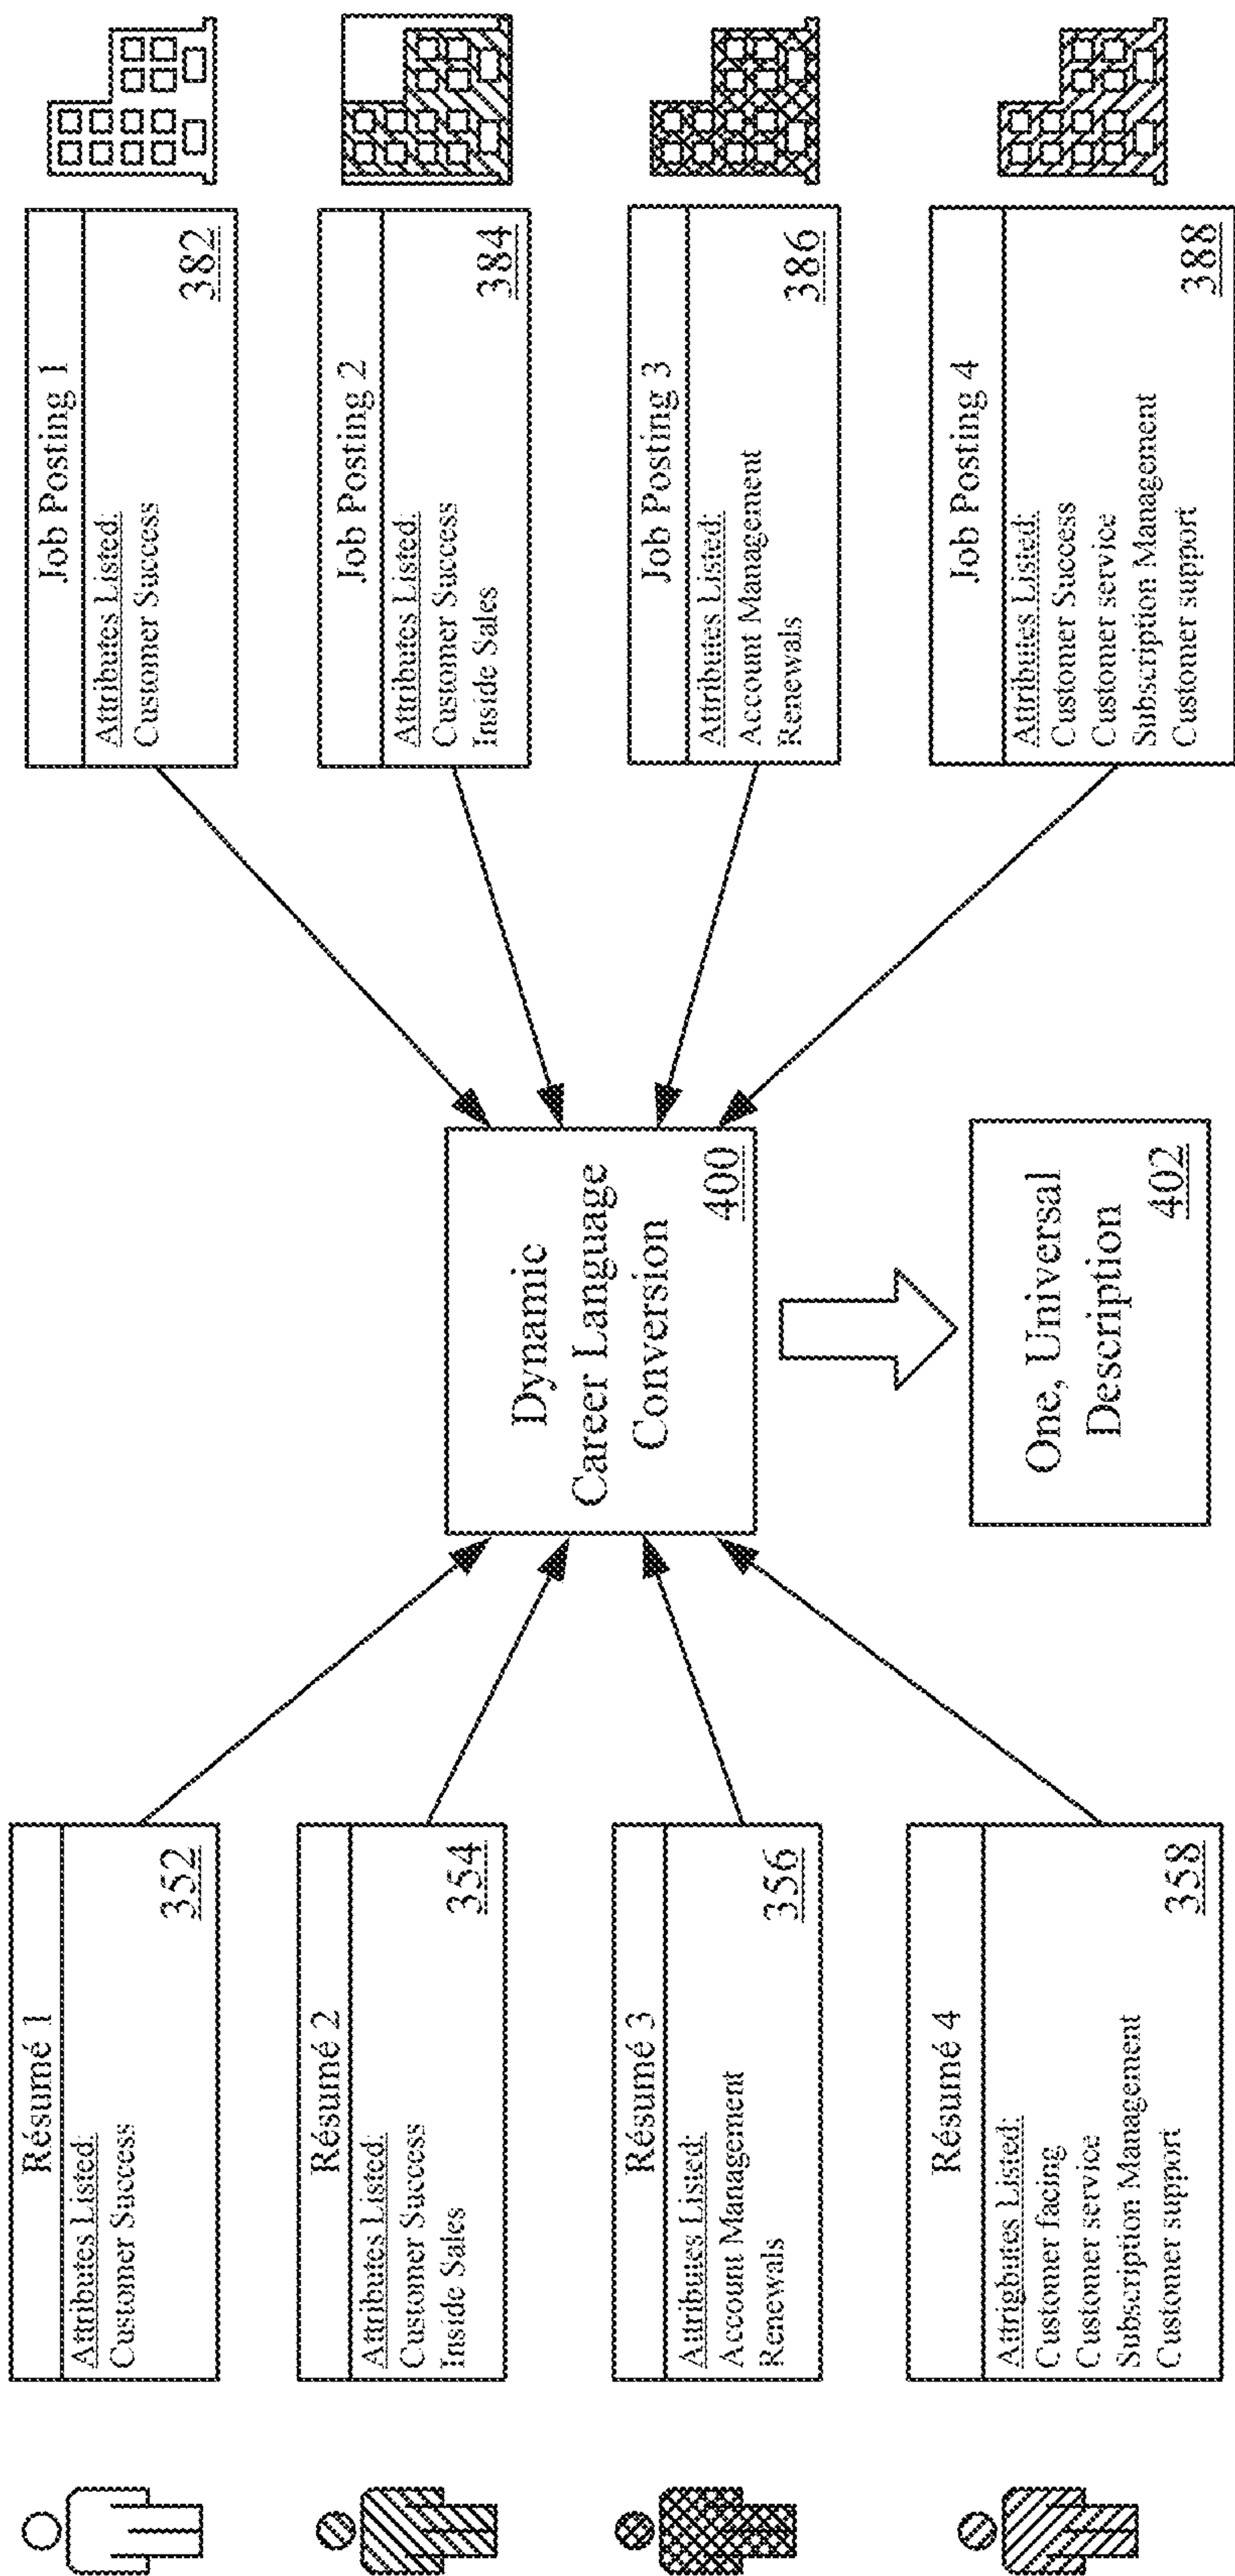 Résumé 1
Attributes Listed:
Customer Success
352
Résumé 2
Attributes Listed:
Customer Success
Inside Sales
354
Résumé 3
Attributes Listed:
Account Management
Renewals
356
Résumé 4
Attrigbutes Listed:
Customer facing
Customer service
Subscription Management
Customer support
358
Dynamic
Career Language
Conversion
400
One, Universal
Description
402
Job Posting 1
Attributes Listed:
Customer Success
382
Job Posting 2
Attributes Listed:
Customer Success
Inside Sales
384
Job Posting 3
Attributes Listed:
Account Management
Renewals
386
Job Posting 4
Attributes Listed:
Customer Success
Customer service
Subscription Management
Customer support
388